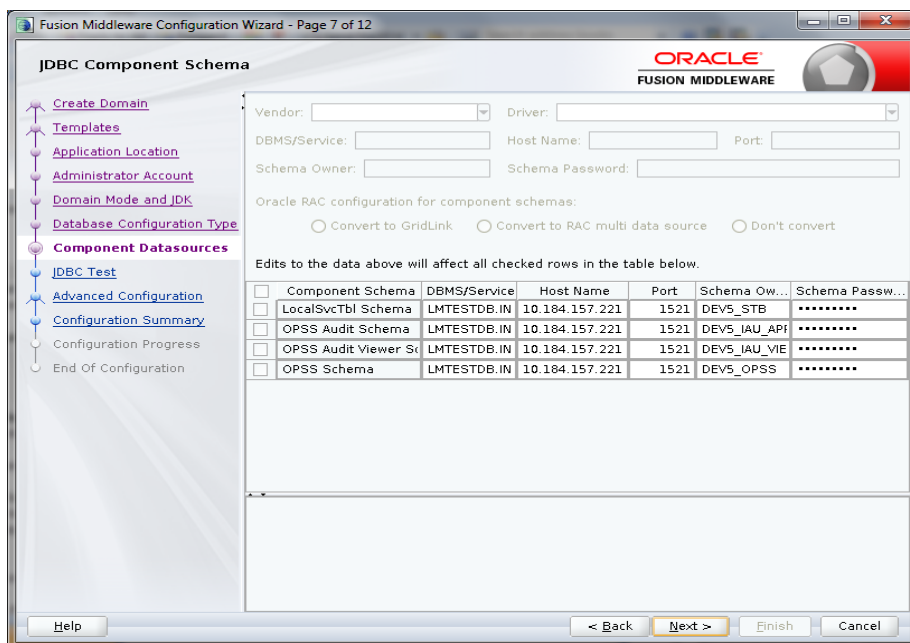 Fusion Middleware Configuration Wizard - Page 7 of 12
JDBC Component Schema
ORACLE
FUSION MIDDLEWARE
Create Domain
Templates
Application Location
Administrator Account
Domain Mode and JDK
Database Configuration Type
Component Datasources
JDBC Test
Advanced Configuration
Configuration Summary
Configuration Progress
End Of Configuration
Vendor: Driver:
DBMS/Service: Host Name: Port:
Schema Owner: Schema Password:
Oracle RAC configuration for component schemas:
Convert to GridLink Convert to RAC multi data source Don't convert
Edits to the data above will affect all checked rows in the table below.
Component Schema DBMS/Service Host Name Port Schema Ow... Schema Passw...
LocalSvcTbl Schema LMTESTDB.IN 10.184.157.221 1521 DEV5_STB •••••••••
OPSS Audit Schema LMTESTDB.IN 10.184.157.221 1521 DEV5_IAU_API •••••••••
OPSS Audit Viewer Sc LMTESTDB.IN 10.184.157.221 1521 DEV5_IAU_VIE •••••••••
OPSS Schema LMTESTDB.IN 10.184.157.221 1521 DEV5_OPSS •••••••••
Help < Back Next > Finish Cancel